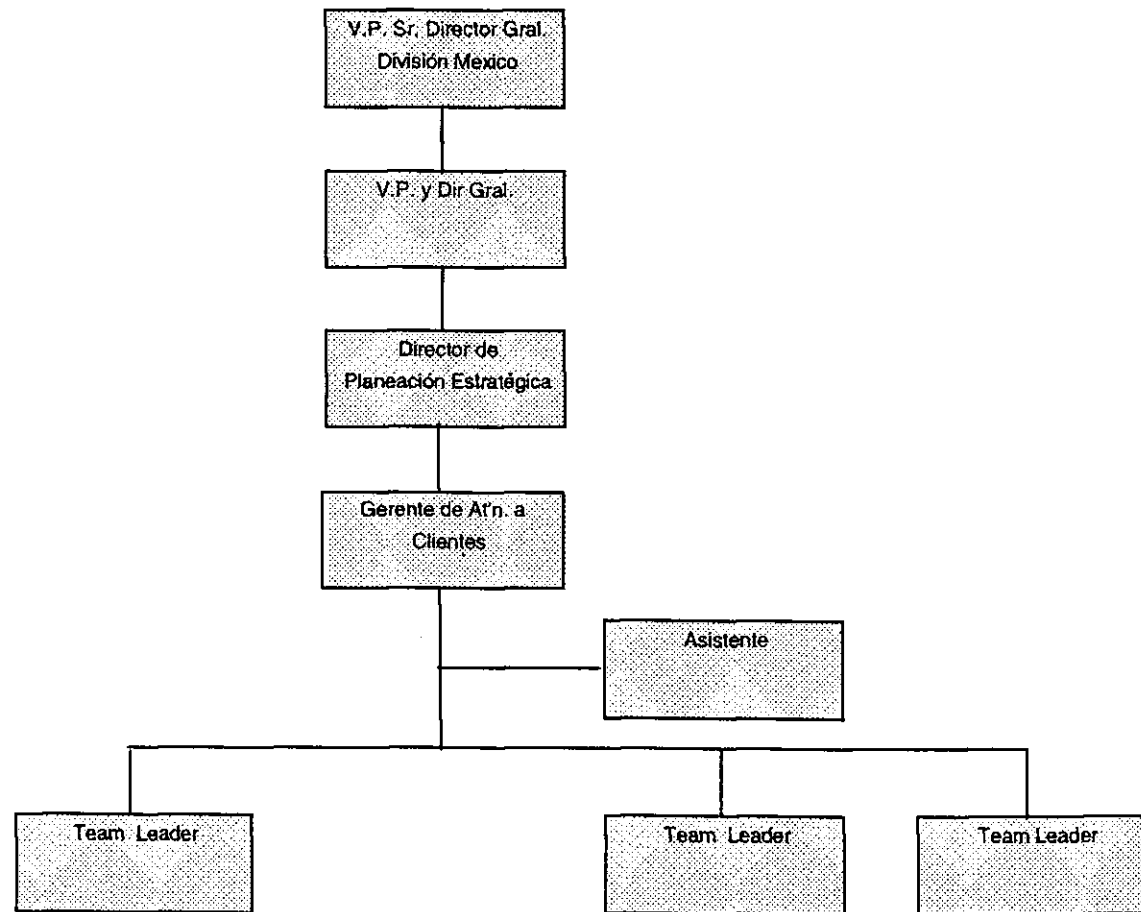 V.P. Sr. Director Gral.
División Mexico
V.P. y Dir Gral.
Director de
Planeación Estratégica
Gerente de At'n. a
Clientes
Asistente
Team Leader
Team Leader
Team Leader